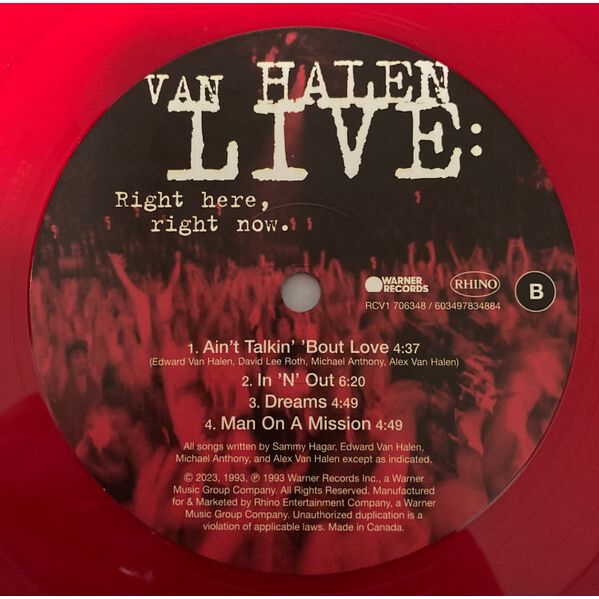 VAN HALEN
LIVE:
Right here,
right now.
WARNER
RECORDS
RHINO
B
RCV1 706348 / 603497834884
1. Ain't Talkin' 'Bout Love 4:37
(Edward Van Halen, David Lee Roth, Michael Anthony, Alex Van Halen)
2. In 'N' Out 6:20
3. Dreams 4:49
4. Man On A Mission 4:49
All songs written by Sammy Hagar, Edward Van Halen,
Michael Anthony, and Alex Van Halen except as indicated.
© 2023, 1993, ℗ 1993 Warner Records Inc., a Warner
Music Group Company. All Rights Reserved. Manufactured
for & Marketed by Rhino Entertainment Company, a Warner
Music Group Company. Unauthorized duplication is a
violation of applicable laws. Made in Canada.